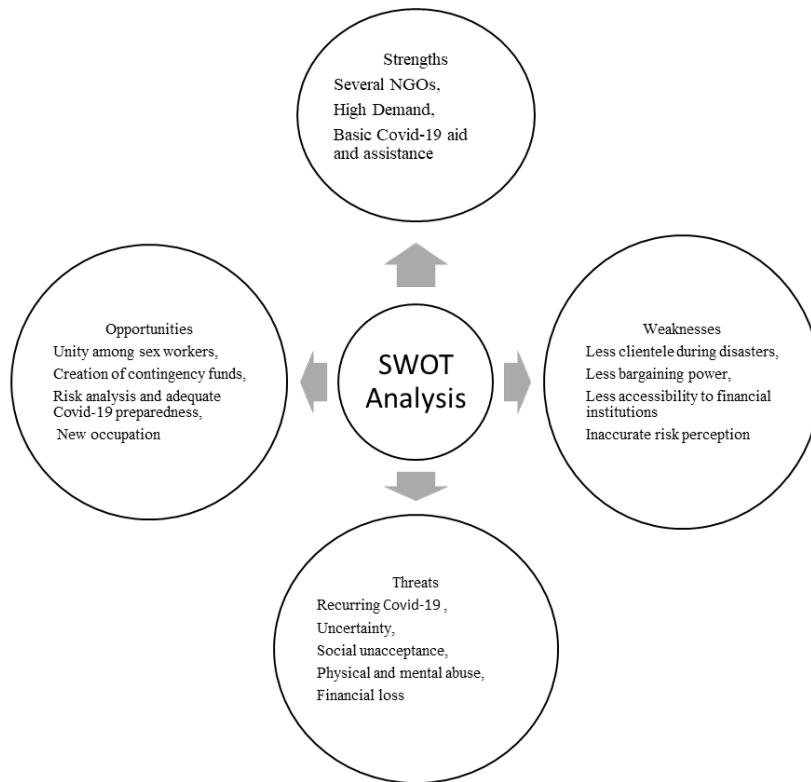 Strengths
Several NGOs,
High Demand,
Basic Covid-19 aid
and assistance
Opportunities
Unity among sex workers,
Creation of contingency funds,
Risk analysis and adequate
Covid-19 preparedness,
New occupation
SWOT
Analysis
Weaknesses
Less clientele during disasters,
Less bargaining power,
Less accessibility to financial
institutions
Inaccurate risk perception
Threats
Recurring Covid-19 ,
Uncertainty,
Social unacceptance,
Physical and mental abuse,
Financial loss